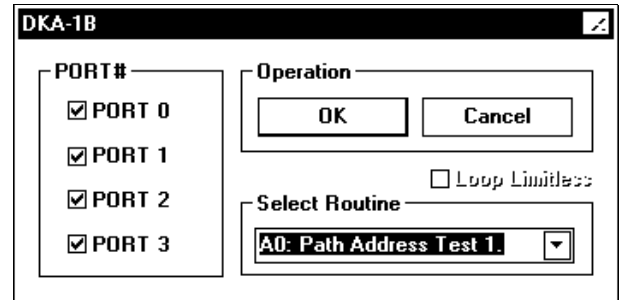 DKA-1B
PORT#
PORT 0
PORT 1
PORT 2
PORT 3
Operation
OK
Cancel
Loop Limitless
Select Routine
A0: Path Address Test 1.